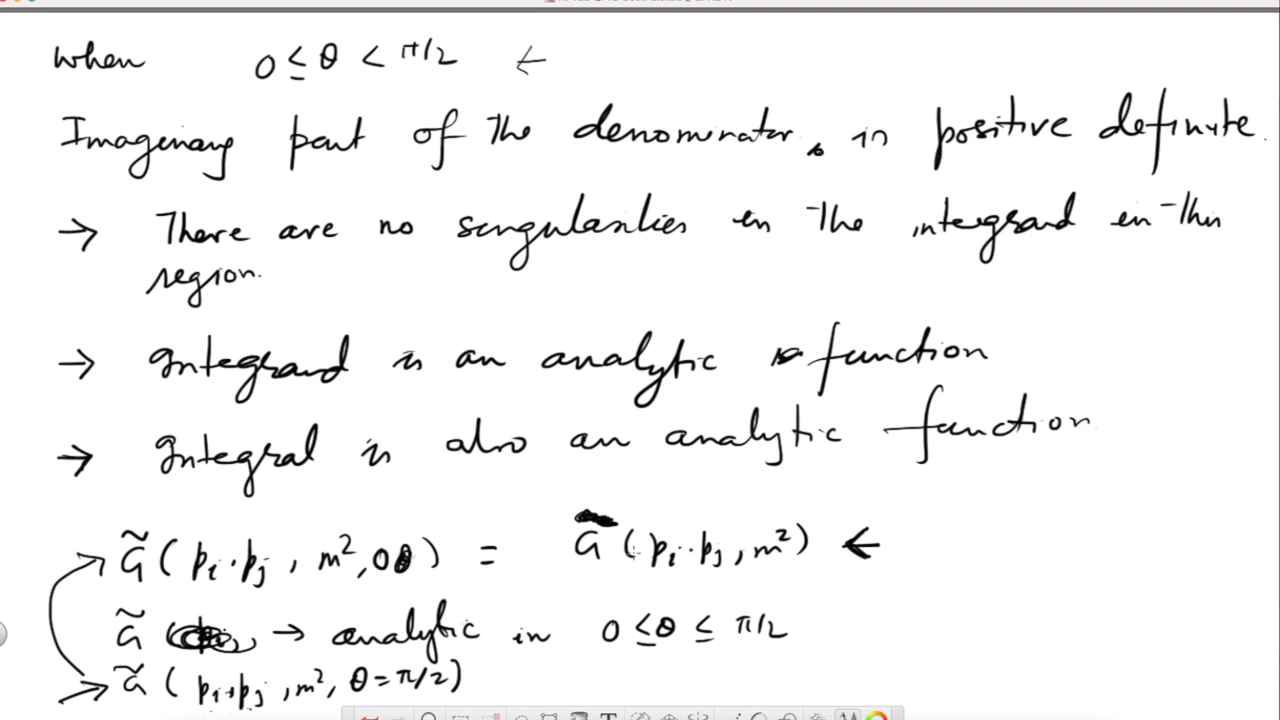 when 0 ≤ θ < π/2 ←
Imaginary part of the denominator is positive definite.
→ There are no singularities in the integrand in this
region.
→ Integrand is an analytic function
→ Integral is also an analytic function
G̃ ( pᵢ·pⱼ , m², 0 ) = G̃ ( pᵢ·pⱼ , m² ) ←
G̃ → analytic in 0 ≤ θ ≤ π/2
→ G̃ ( pᵢ·pⱼ , m², θ = π/2 )